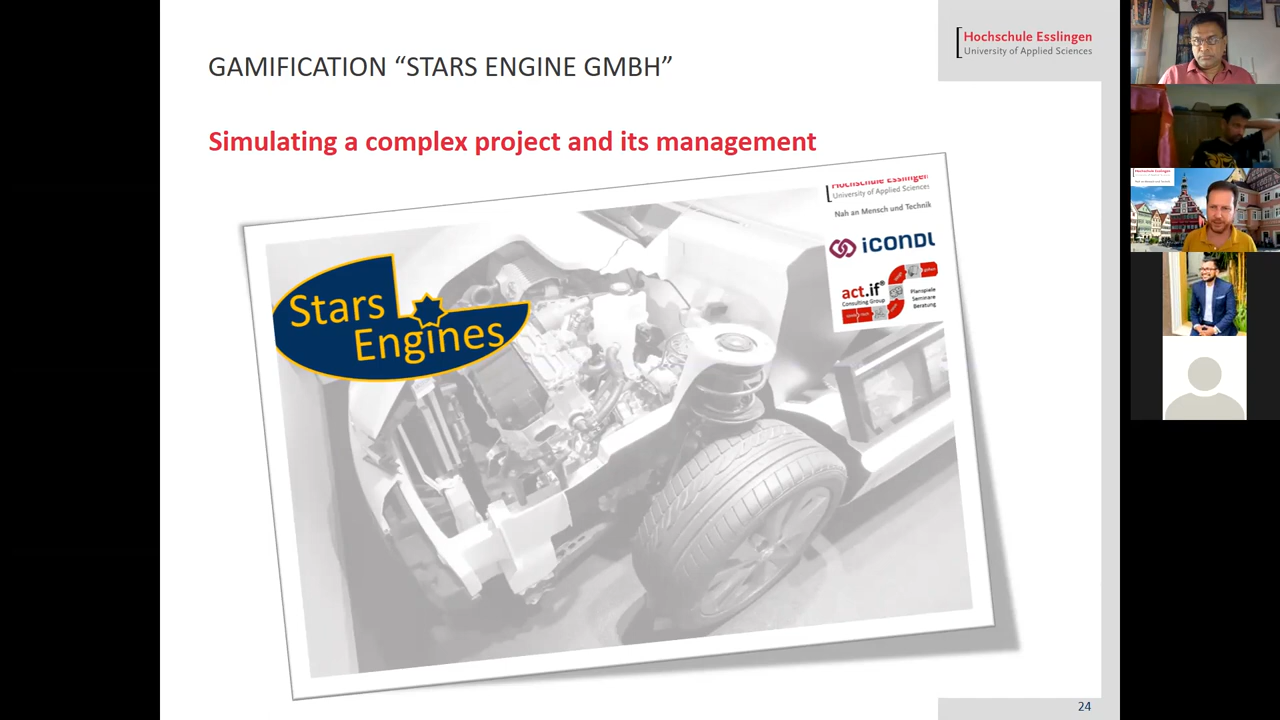 GAMIFICATION “STARS ENGINE GMBH”
Hochschule Esslingen
University of Applied Sciences
Simulating a complex project and its management
Hochschule Esslingen
University of Applied Sciences
Nah an Mensch und Technik
iCONDU
act.if®
Consulting Group
Planspiele
Seminare
Beratung
Stars
Engines
24
Hochschule Esslingen